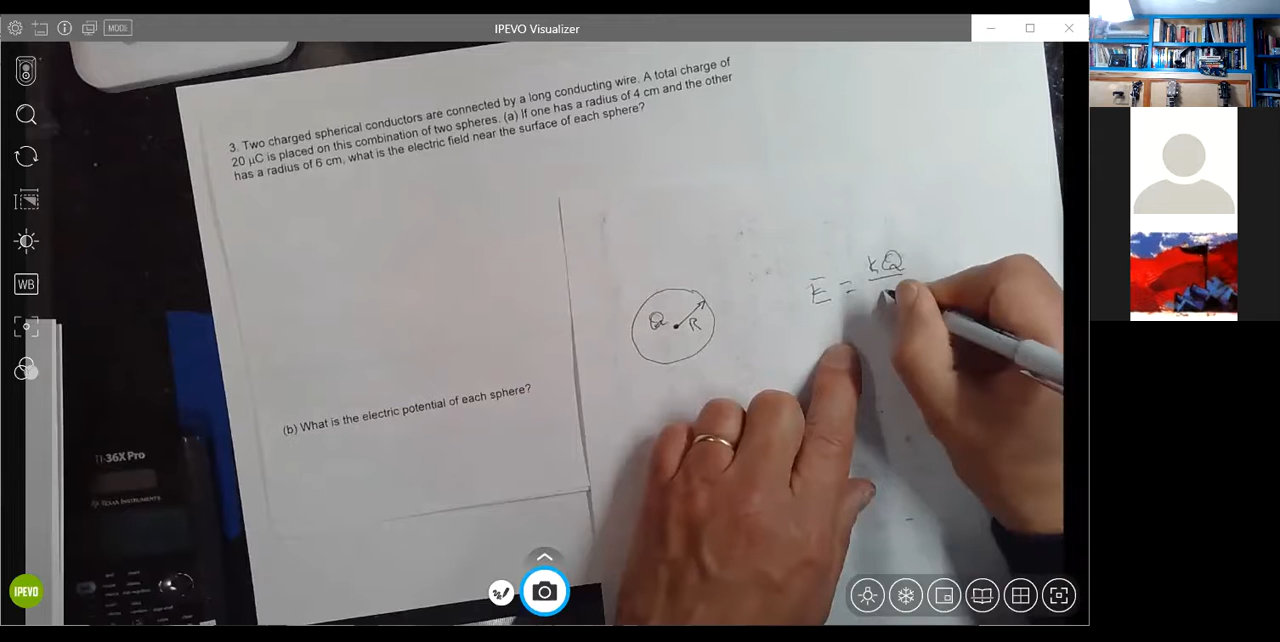 IPEVO Visualizer
MODE
3. Two charged spherical conductors are connected by a long conducting wire. A total charge of
20 μC is placed on this combination of two spheres. (a) If one has a radius of 4 cm and the other
has a radius of 6 cm, what is the electric field near the surface of each sphere?
WB
E = kQ
Q R
(b) What is the electric potential of each sphere?
TI-36X Pro
TEXAS INSTRUMENTS
IPEVO